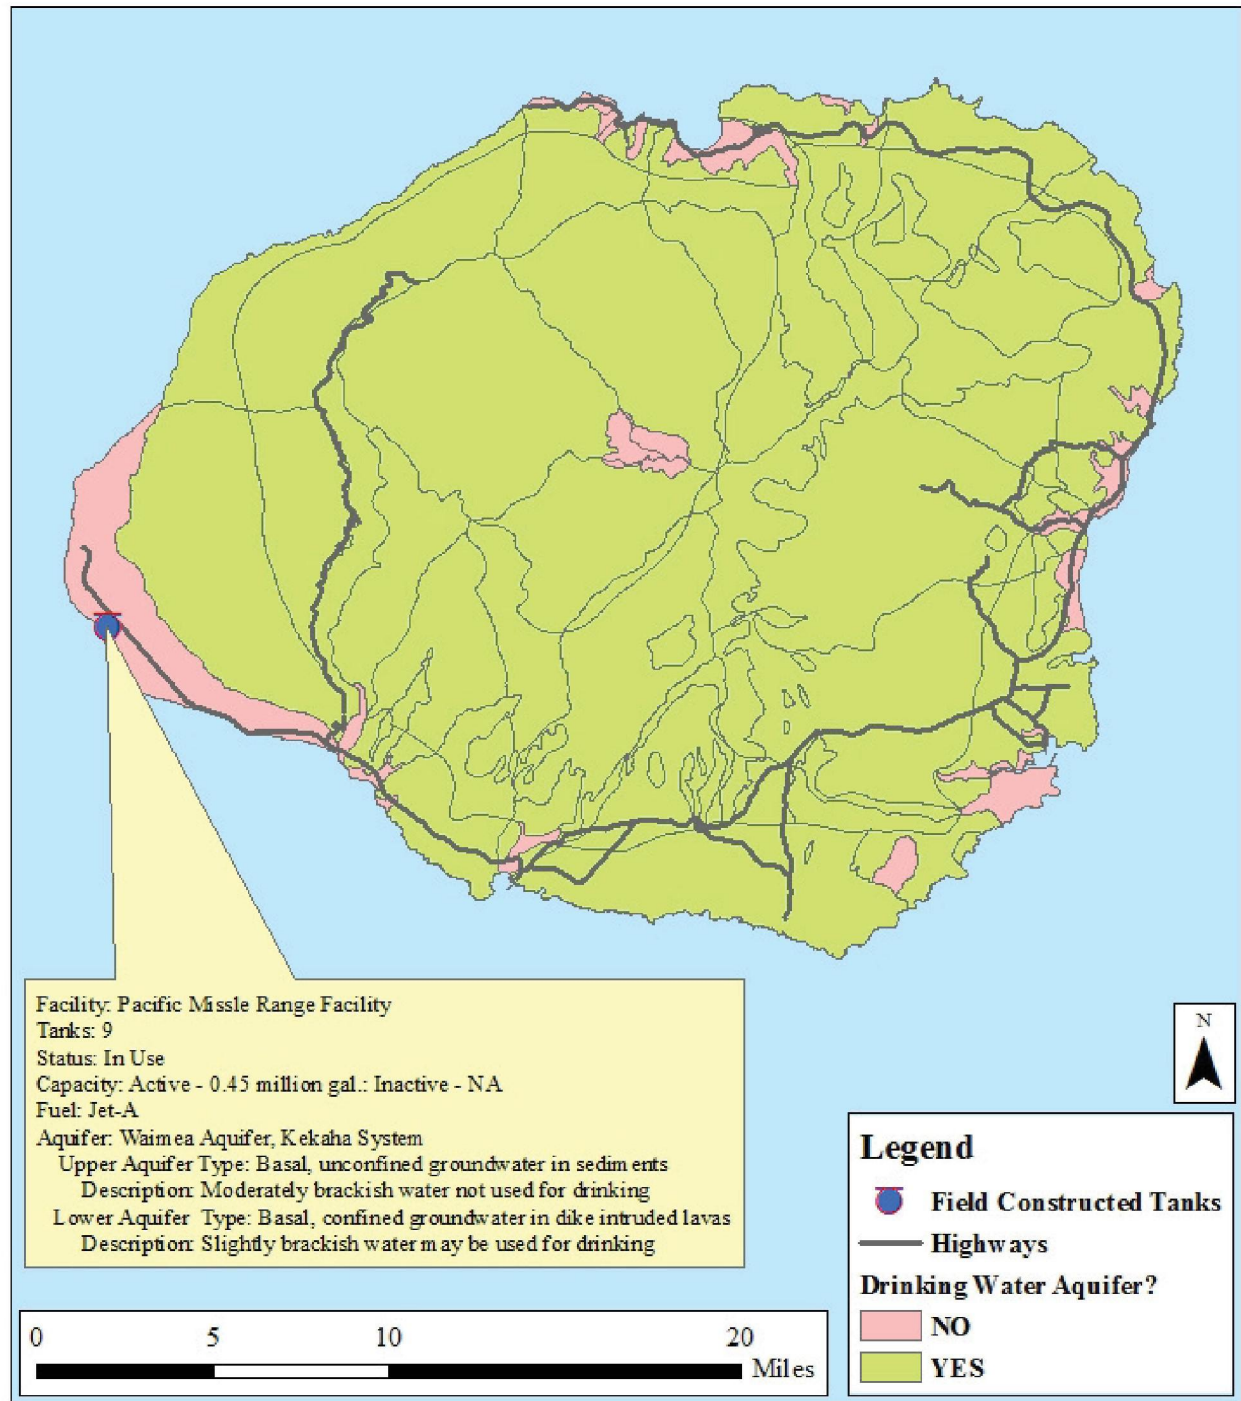 Facility: Pacific Missle Range Facility
Tanks: 9
Status: In Use
Capacity: Active - 0.45 million gal.: Inactive - NA
Fuel: Jet-A
Aquifer: Waimea Aquifer, Kekaha System
Upper Aquifer Type: Basal, unconfined groundwater in sediments
Description: Moderately brackish water not used for drinking
Lower Aquifer Type: Basal, confined groundwater in dike intruded lavas
Description: Slightly brackish water may be used for drinking
N
Legend
Field Constructed Tanks
Highways
Drinking Water Aquifer?
NO
YES
0 5 10 20
Miles